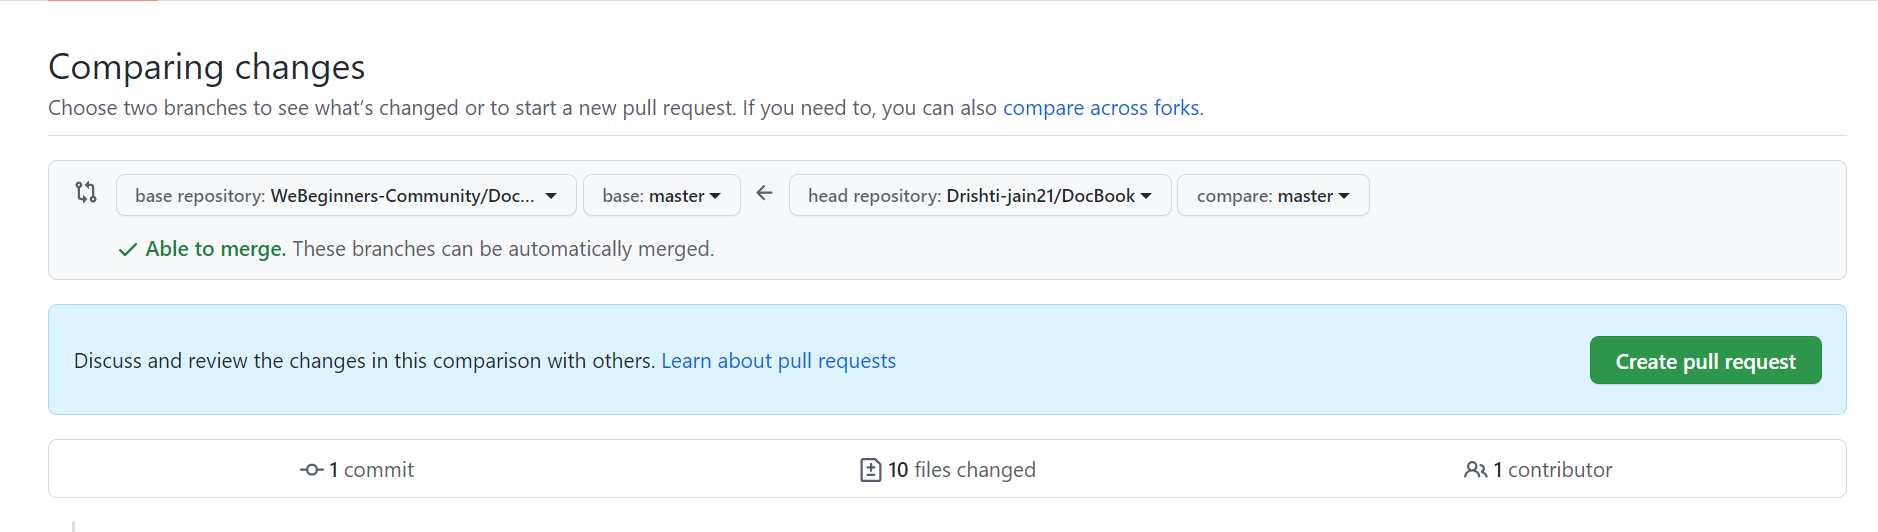 Comparing changes
Choose two branches to see what’s changed or to start a new pull request. If you need to, you can also compare across forks.
base repository: WeBeginners-Community/Doc... base: master head repository: Drishti-jain21/DocBook compare: master
Able to merge. These branches can be automatically merged.
Discuss and review the changes in this comparison with others. Learn about pull requests Create pull request
1 commit 10 files changed 1 contributor